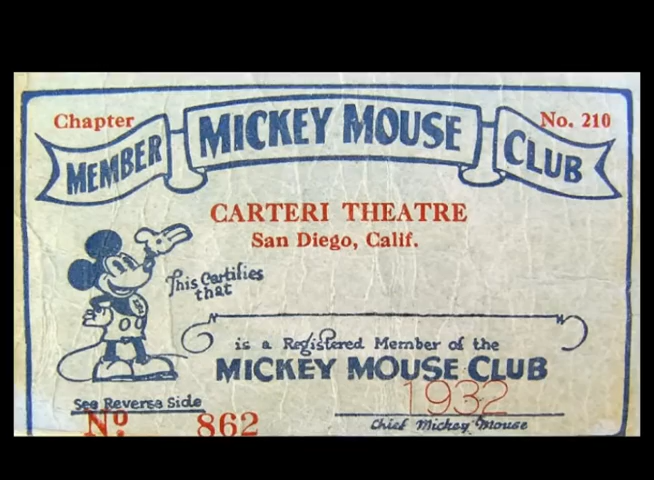 Chapter No. 210
MEMBER MICKEY MOUSE CLUB
CARTERI THEATRE
San Diego, Calif.
This Certifies
that
is a Registered Member of the
MICKEY MOUSE CLUB
1932
See Reverse Side
Chief Mickey Mouse
Nº 862